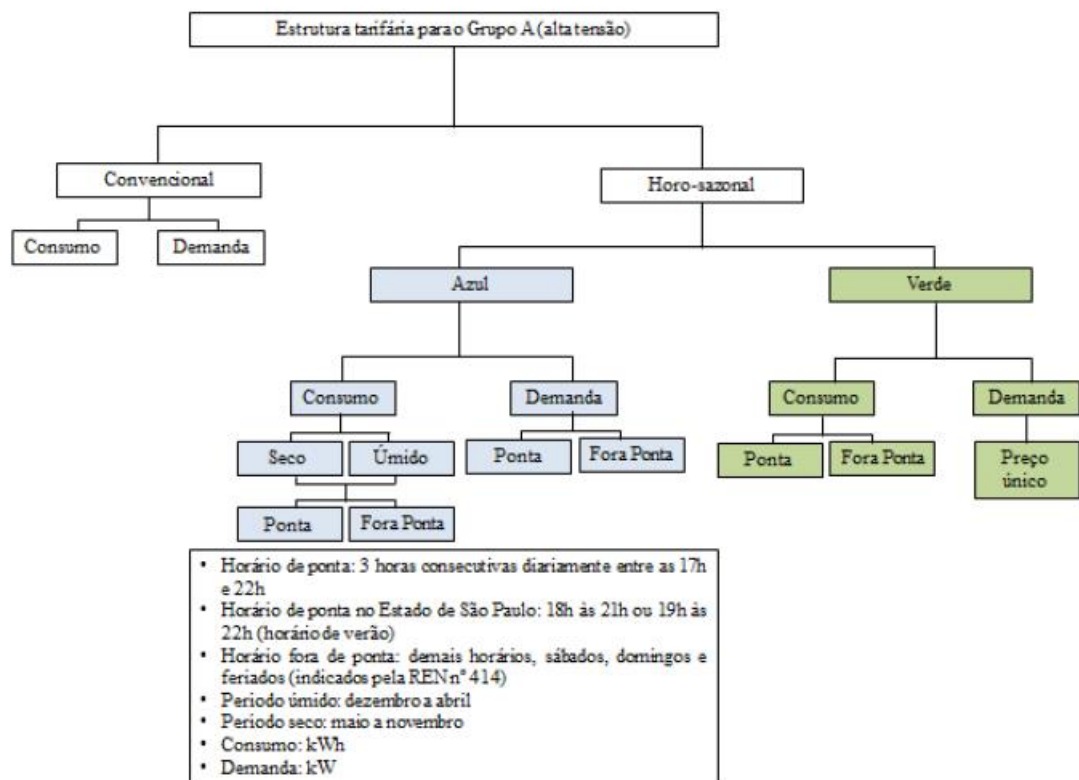 Estrutura tarifária para o Grupo A (alta tensão)
Convencional
Horo-sazonal
Consumo
Demanda
Azul
Verde
Consumo
Demanda
Consumo
Demanda
Seco
Úmido
Ponta
Fora Ponta
Ponta
Fora Ponta
Preço
único
Ponta
Fora Ponta
• Horário de ponta: 3 horas consecutivas diariamente entre as 17h
e 22h
• Horário de ponta no Estado de São Paulo: 18h às 21h ou 19h às
22h (horário de verão)
• Horário fora de ponta: demais horários, sábados, domingos e
feriados (indicados pela REN nº 414)
• Periodo úmido: dezembro a abril
• Periodo seco: maio a novembro
• Consumo: kWh
• Demanda: kW